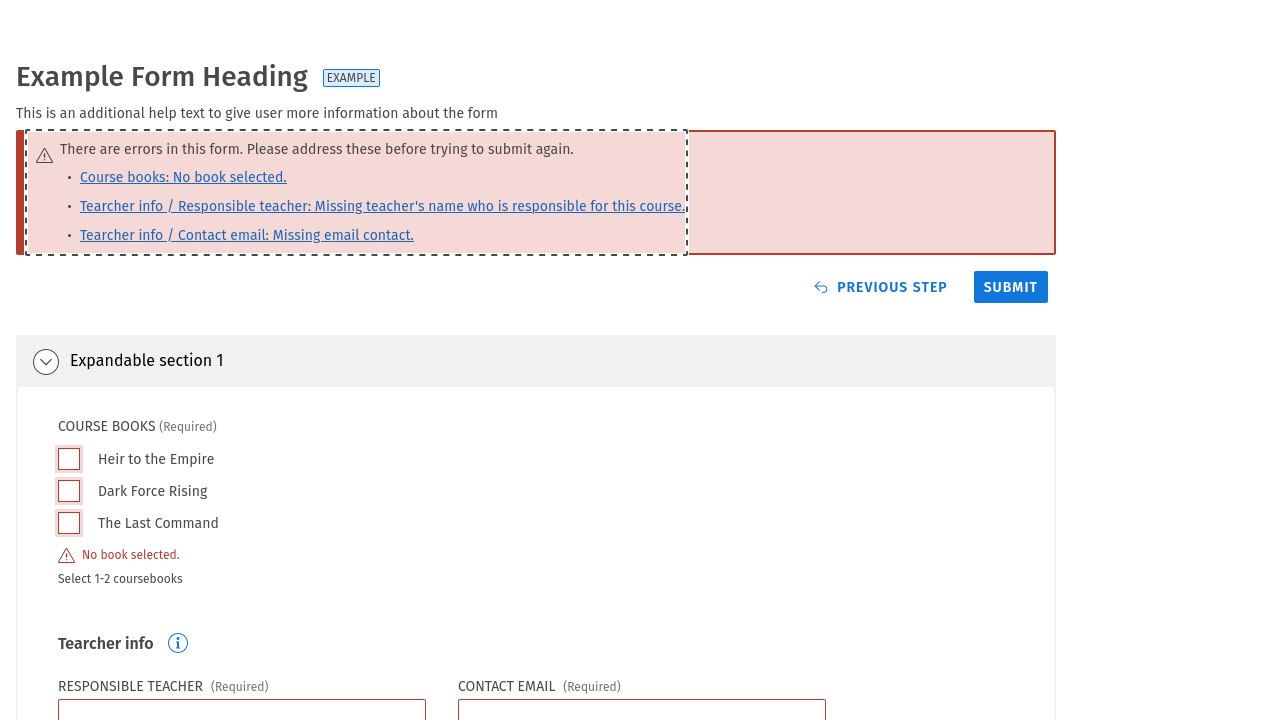 Example Form Heading EXAMPLE
This is an additional help text to give user more information about the form
There are errors in this form. Please address these before trying to submit again.
• Course books: No book selected.
• Tearcher info / Responsible teacher: Missing teacher's name who is responsible for this course.
• Tearcher info / Contact email: Missing email contact.
PREVIOUS STEP SUBMIT
Expandable section 1
COURSE BOOKS (Required)
Heir to the Empire
Dark Force Rising
The Last Command
No book selected.
Select 1-2 coursebooks
Tearcher info
RESPONSIBLE TEACHER (Required) CONTACT EMAIL (Required)